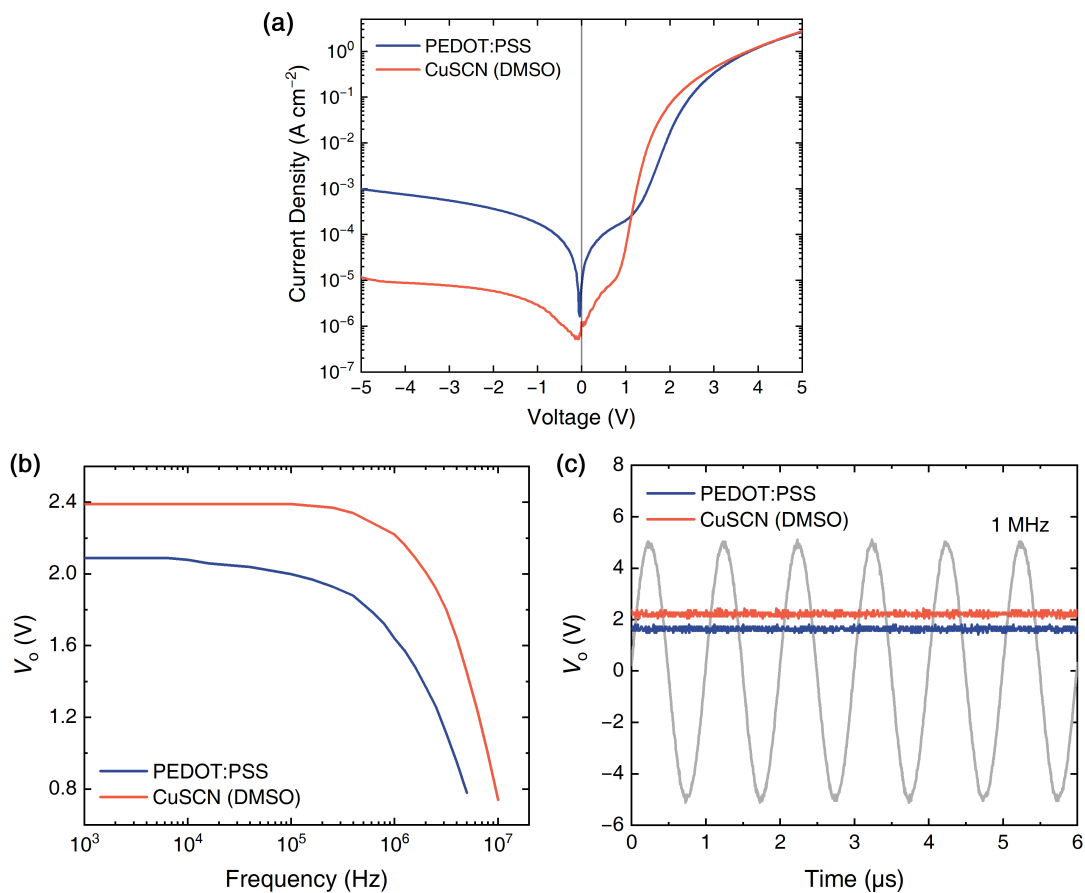 (a)
PEDOT:PSS
CuSCN (DMSO)
Current Density (A cm⁻²)
10⁰
10⁻¹
10⁻²
10⁻³
10⁻⁴
10⁻⁵
10⁻⁶
10⁻⁷
−5 −4 −3 −2 −1 0 1 2 3 4 5
Voltage (V)
(b)
Vₒ (V)
2.4
2.0
1.6
1.2
0.8
PEDOT:PSS
CuSCN (DMSO)
10³ 10⁴ 10⁵ 10⁶ 10⁷
Frequency (Hz)
(c)
Vₒ (V)
8
6
4
2
0
−2
−4
−6
PEDOT:PSS
CuSCN (DMSO)
1 MHz
0 1 2 3 4 5 6
Time (µs)